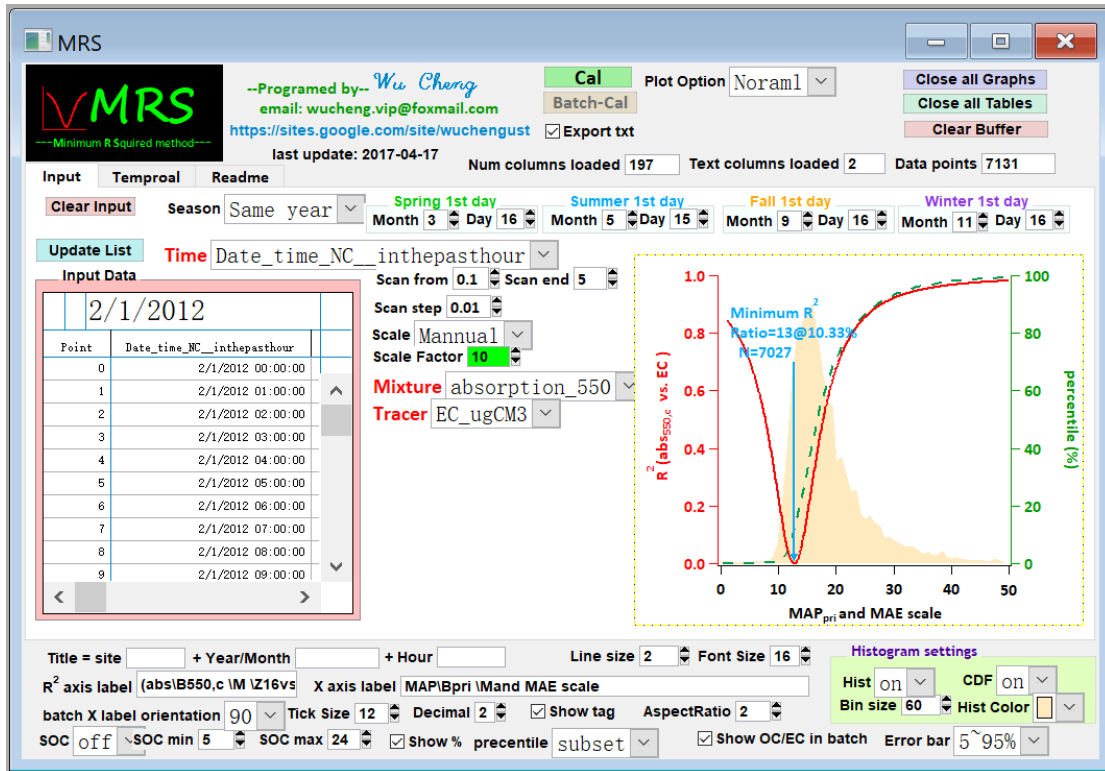 MRS
MRS
---Minimum R Squired method---
--Programed by-- Wu Cheng
email: wucheng.vip@foxmail.com
https://sites.google.com/site/wuchengust
last update: 2017-04-17
Cal
Batch-Cal
Export txt
Plot Option Noraml
Close all Graphs
Close all Tables
Clear Buffer
Num columns loaded 197 Text columns loaded 2 Data points 7131
Input Temproal Readme
Clear Input Season Same year
Spring 1st day
Month 3 Day 16
Summer 1st day
Month 5 Day 15
Fall 1st day
Month 9 Day 16
Winter 1st day
Month 11 Day 16
Update List Time Date_time_NC__inthepasthour
Input Data
2/1/2012
Point Date_time_NC__inthepasthour
0 2/1/2012 00:00:00
1 2/1/2012 01:00:00
2 2/1/2012 02:00:00
3 2/1/2012 03:00:00
4 2/1/2012 04:00:00
5 2/1/2012 05:00:00
6 2/1/2012 06:00:00
7 2/1/2012 07:00:00
8 2/1/2012 08:00:00
9 2/1/2012 09:00:00
Scan from 0.1 Scan end 5
Scan step 0.01
Scale Mannual
Scale Factor 10
Mixture absorption_550
Tracer EC_ugCM3
Minimum R2
Ratio=13@10.33%
N=7027
R2 (abs550,c vs. EC )
1.0
0.8
0.6
0.4
0.2
0.0
100
80
60
40
20
0
percentile (%)
0 10 20 30 40 50
MAPpri and MAE scale
Title = site + Year/Month + Hour Line size 2 Font Size 16
R2 axis label (abs\B550,c \M \Z16vs X axis label MAP\Bpri \Mand MAE scale
batch X label orientation 90 Tick Size 12 Decimal 2 Show tag AspectRatio 2
SOC off SOC min 5 SOC max 24 Show % precentile subset Show OC/EC in batch Error bar 5~95%
Histogram settings
Hist on CDF on
Bin size 60 Hist Color